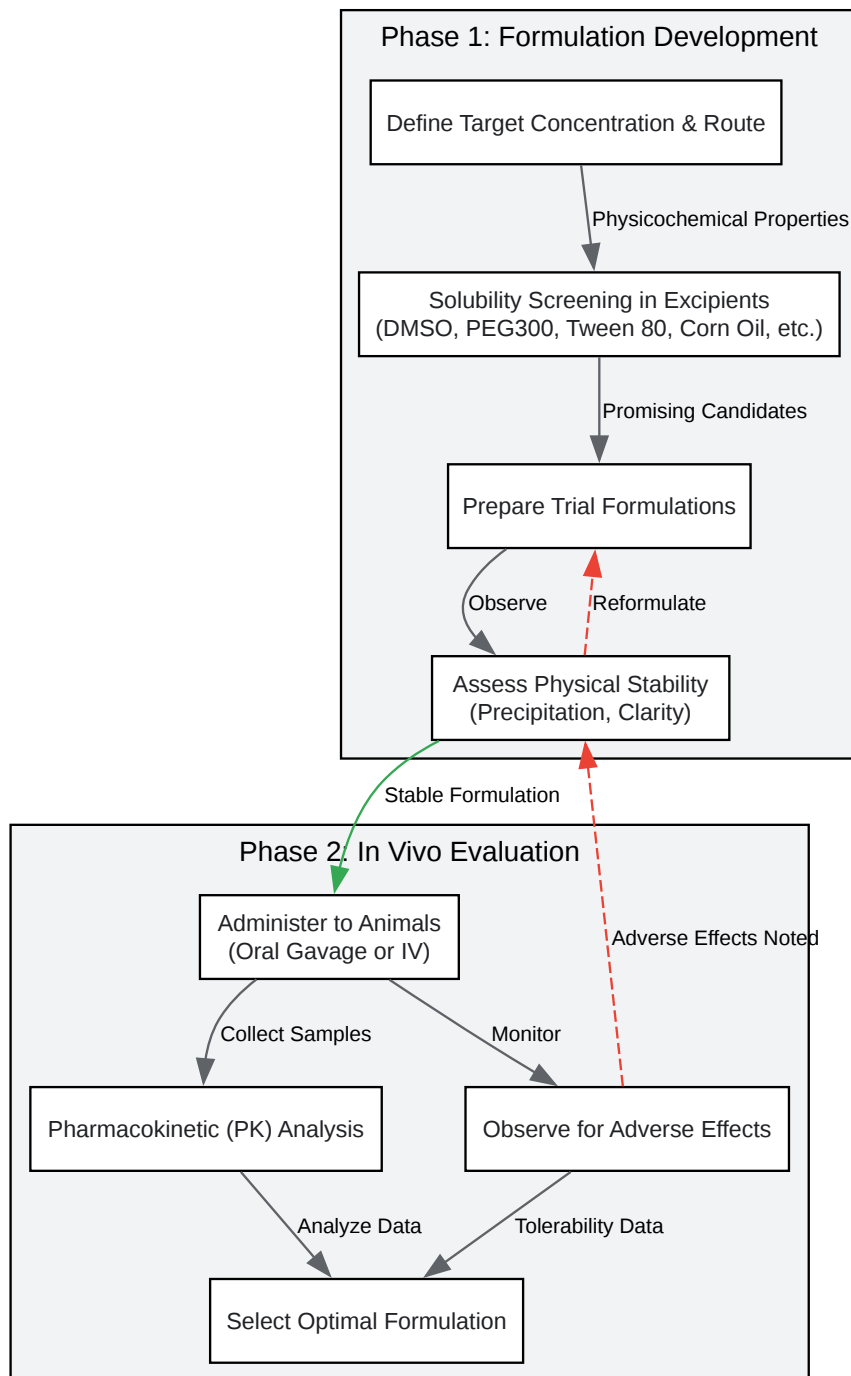 Phase 1: Formulation Development
Define Target Concentration & Route
Physicochemical Properties
Solubility Screening in Excipients
(DMSO, PEG300, Tween 80, Corn Oil, etc.)
Promising Candidates
Prepare Trial Formulations
Observe
Reformulate
Assess Physical Stability
(Precipitation, Clarity)
Stable Formulation
Phase 2: In Vivo Evaluation
Administer to Animals
(Oral Gavage or IV)
Adverse Effects Noted
Collect Samples
Monitor
Pharmacokinetic (PK) Analysis
Observe for Adverse Effects
Analyze Data
Tolerability Data
Select Optimal Formulation